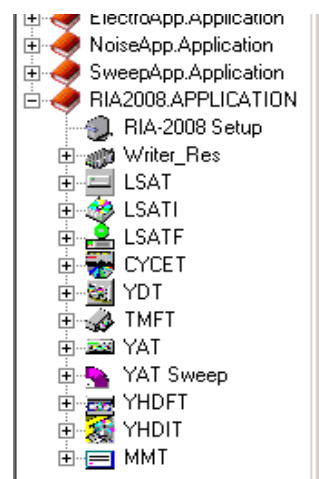 ElectroApp.Application
NoiseApp.Application
SweepApp.Application
RIA2008.APPLICATION
RIA-2008 Setup
Writer_Res
LSAT
LSATI
LSATF
CYCET
YDT
TMFT
YAT
YAT Sweep
YHDFT
YHDIT
MMT